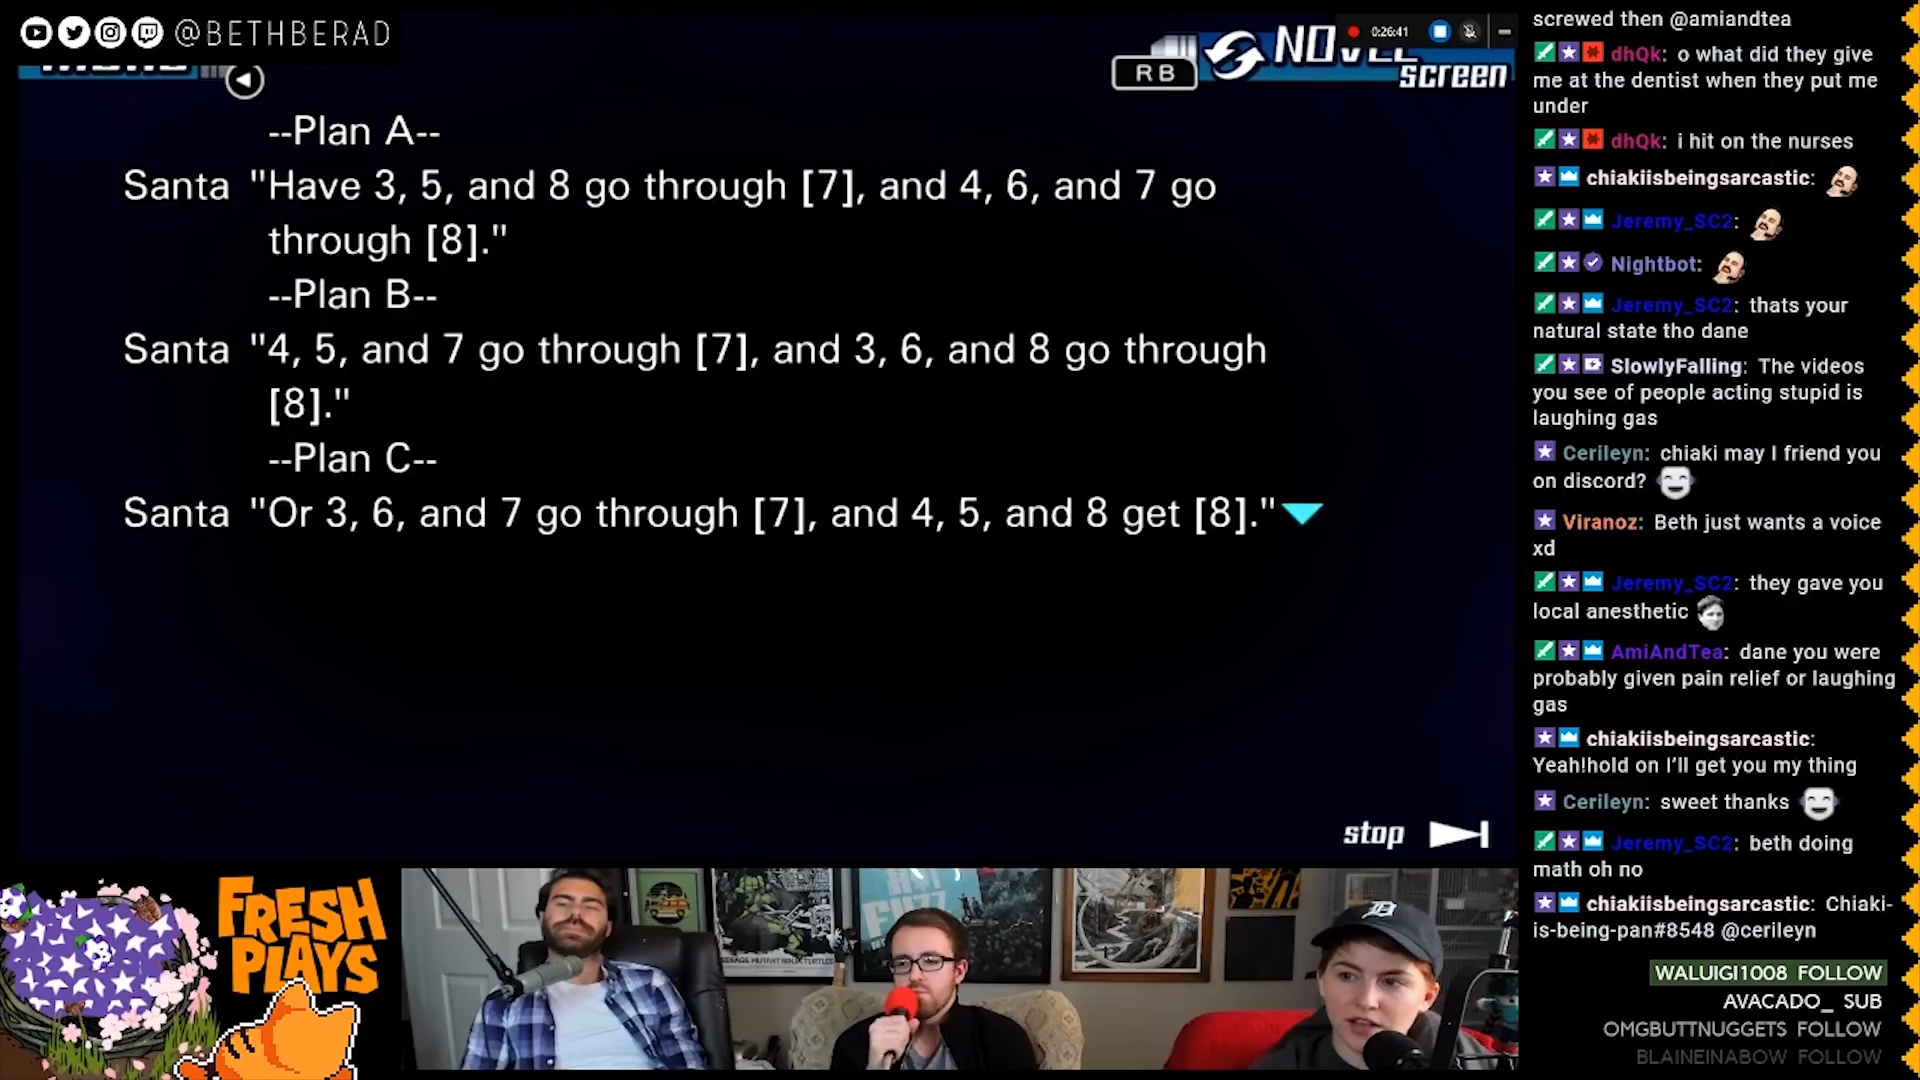 @BETHBERAD
0:26:41
RB
NOVEL
screen
--Plan A--
Santa "Have 3, 5, and 8 go through [7], and 4, 6, and 7 go
through [8]."
--Plan B--
Santa "4, 5, and 7 go through [7], and 3, 6, and 8 go through
[8]."
--Plan C--
Santa "Or 3, 6, and 7 go through [7], and 4, 5, and 8 get [8]."
stop
FRESH
PLAYS
HOT
FUZZ
TEENAGE MUTANT NINJA TURTLES
screwed then @amiandtea
dhQk: o what did they give
me at the dentist when they put me
under
dhQk: i hit on the nurses
chiakiisbeingsarcastic:
Jeremy_SC2:
Nightbot:
Jeremy_SC2: thats your
natural state tho dane
SlowlyFalling: The videos
you see of people acting stupid is
laughing gas
Cerileyn: chiaki may I friend you
on discord?
Viranoz: Beth just wants a voice
xd
Jeremy_SC2: they gave you
local anesthetic
AmiAndTea: dane you were
probably given pain relief or laughing
gas
chiakiisbeingsarcastic:
Yeah!hold on I'll get you my thing
Cerileyn: sweet thanks
Jeremy_SC2: beth doing
math oh no
chiakiisbeingsarcastic: Chiaki-
is-being-pan#8548 @cerileyn
WALUIGI1008 FOLLOW
AVACADO_ SUB
OMGBUTTNUGGETS FOLLOW
BLAINEINABOW FOLLOW